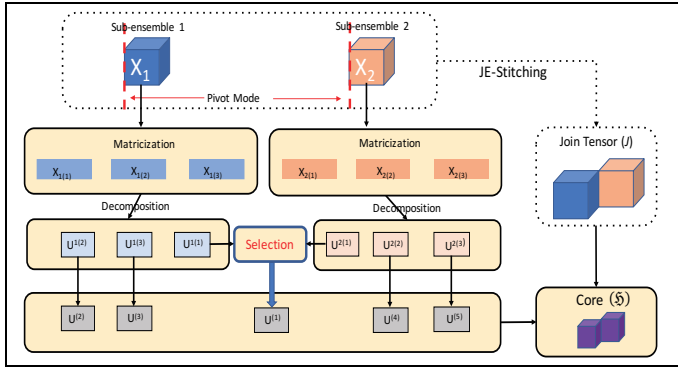 Sub-ensemble 1
Sub-ensemble 2
X1
X2
Pivot Mode
JE-Stitching
Matricization
Matricization
Join Tensor (J)
X1(1)
X1(2)
X1(3)
X2(1)
X2(2)
X2(3)
Decomposition
Decomposition
U1(2)
U1(3)
U1(1)
Selection
U2(1)
U2(2)
U2(3)
Core (ℌ)
U(2)
U(3)
U(1)
U(4)
U(5)